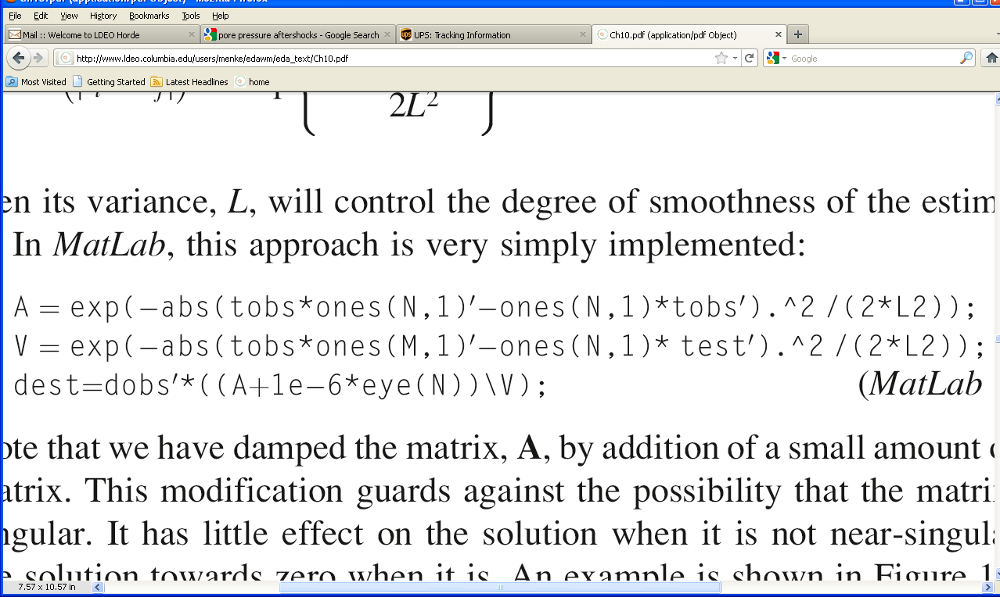 File Edit View History Bookmarks Tools Help
Mail :: Welcome to LDEO Horde
pore pressure aftershocks - Google Search
UPS: Tracking Information
Ch10.pdf (application/pdf Object)
http://www.ldeo.columbia.edu/users/menke/edawm/eda_text/Ch10.pdf
Google
Most Visited Getting Started Latest Headlines home
2L²
en its variance, L, will control the degree of smoothness of the estim
In MatLab, this approach is very simply implemented:
A = exp(−abs(tobs*ones(N,1)′−ones(N,1)*tobs′).^2 /(2*L2));
V = exp(−abs(tobs*ones(M,1)′−ones(N,1)* test′).^2 /(2*L2));
dest=dobs′*((A+1e−6*eye(N))\V); (MatLab
ote that we have damped the matrix, A, by addition of a small amount
atrix. This modification guards against the possibility that the matri
ngular. It has little effect on the solution when it is not near-singula
e solution towards zero when it is. An example is shown in Figure 1
7.57 x 10.57 in